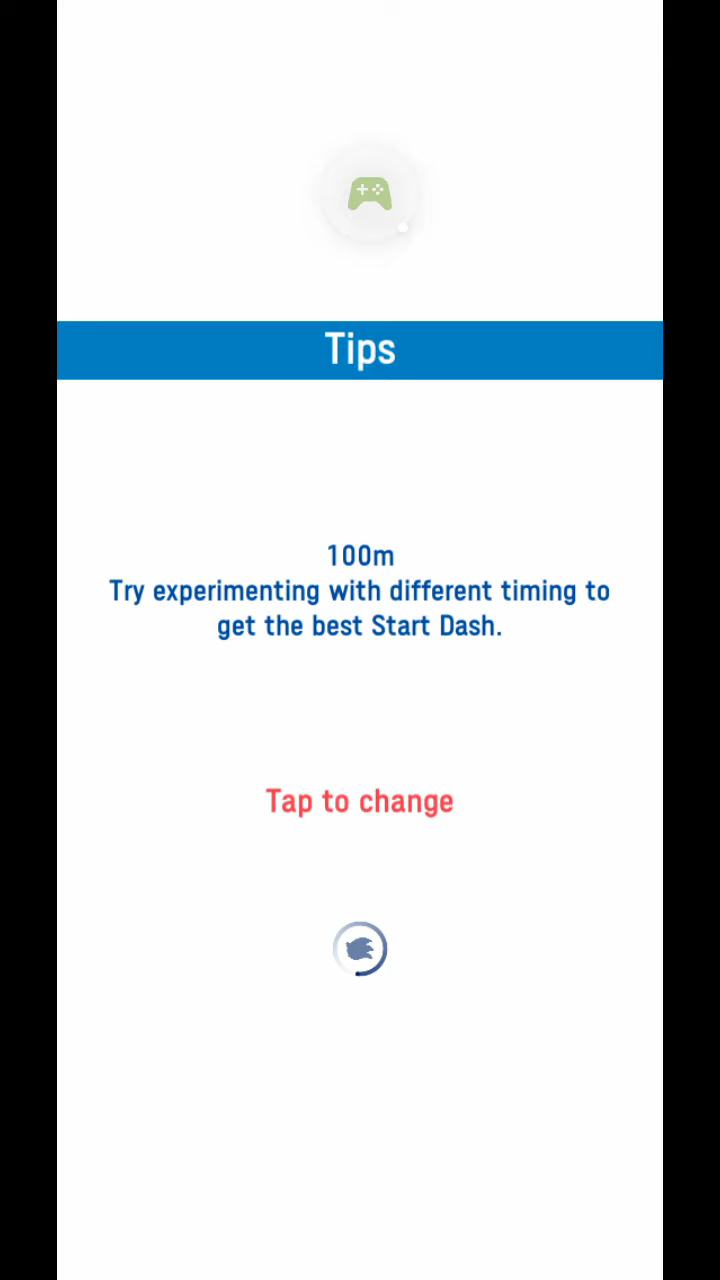 Tips
100m
Try experimenting with different timing to
get the best Start Dash.
Tap to change